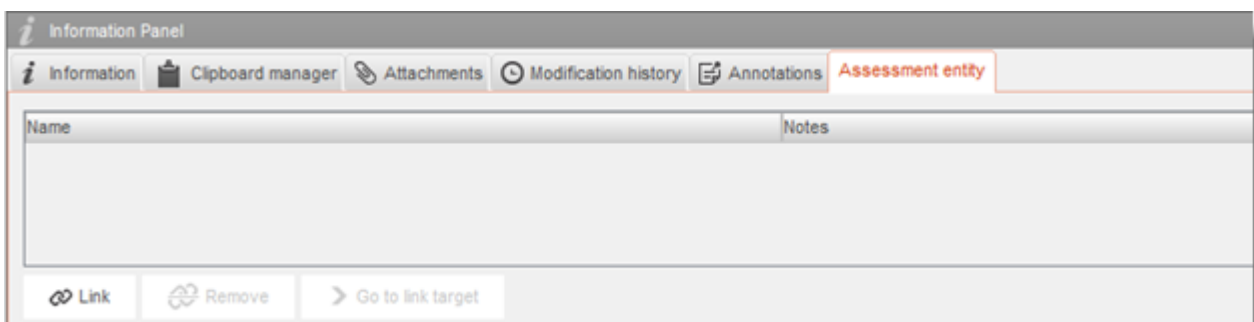 Information Panel
Information Clipboard manager Attachments Modification history Annotations Assessment entity
Name Notes
Link Remove Go to link target